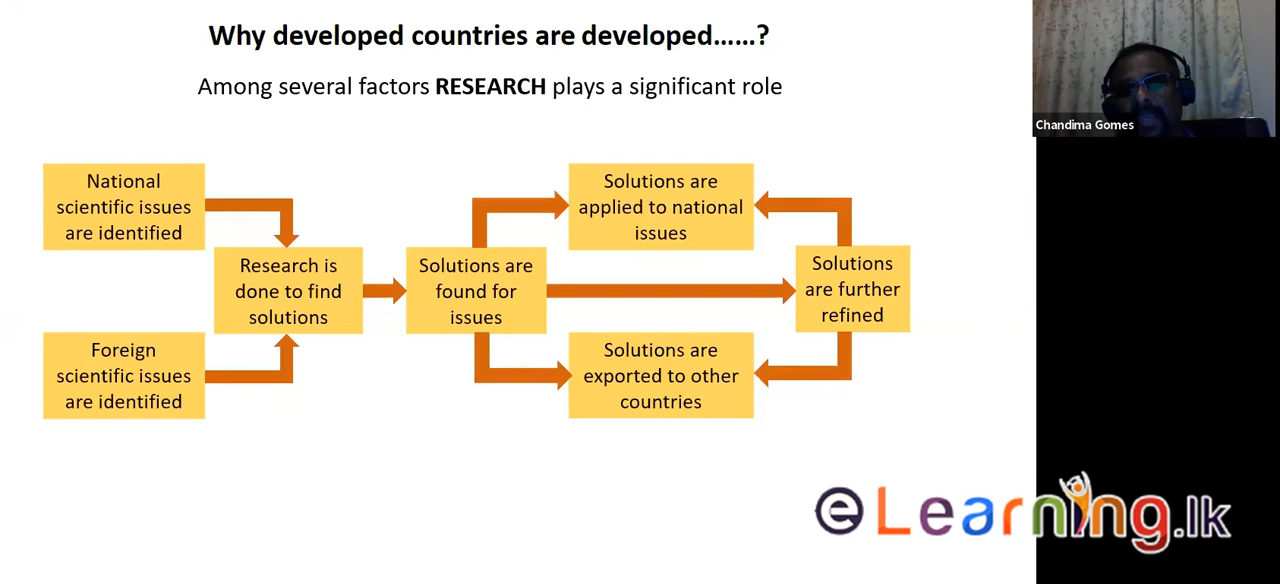 Why developed countries are developed......?
Among several factors RESEARCH plays a significant role
Chandima Gomes
National
scientific issues
are identified
Foreign
scientific issues
are identified
Research is
done to find
solutions
Solutions are
found for
issues
Solutions are
applied to national
issues
Solutions are
exported to other
countries
Solutions
are further
refined
eLearning.lk